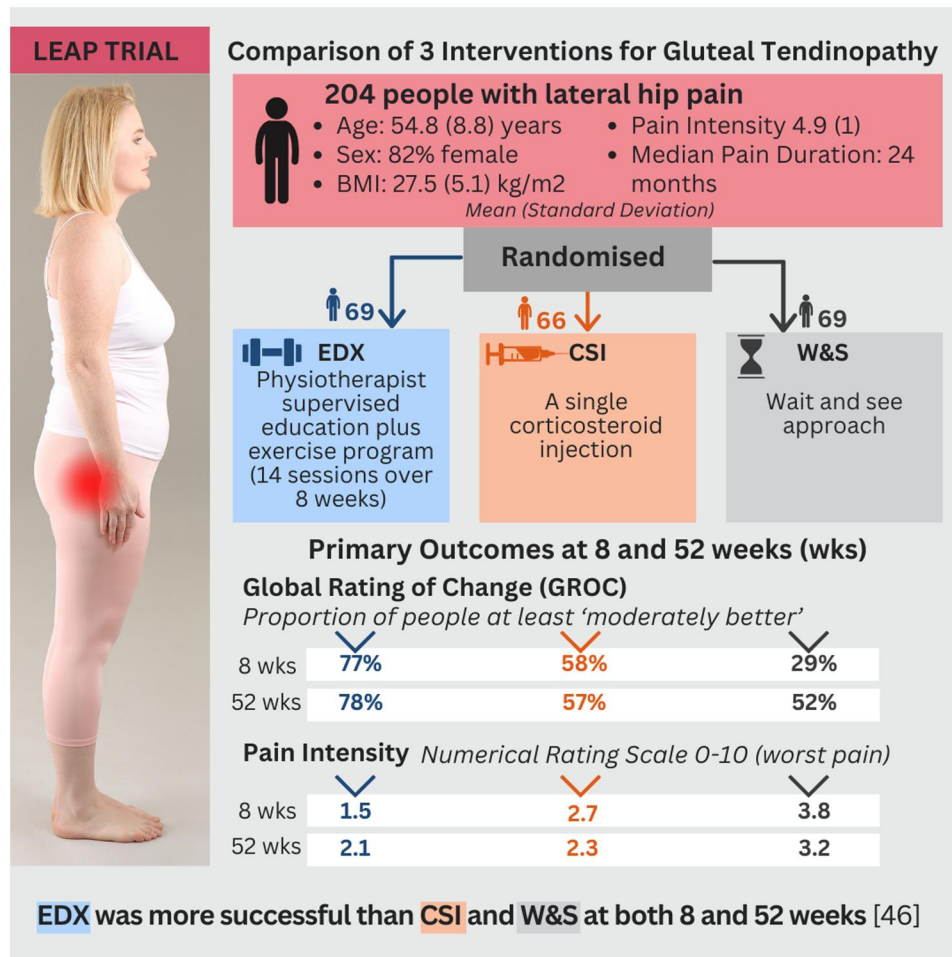 LEAP TRIAL
Comparison of 3 Interventions for Gluteal Tendinopathy
204 people with lateral hip pain
• Age: 54.8 (8.8) years
• Sex: 82% female
• BMI: 27.5 (5.1) kg/m2
• Pain Intensity 4.9 (1)
• Median Pain Duration: 24
months
Mean (Standard Deviation)
Randomised
69
66
69
EDX
Physiotherapist
supervised
education plus
exercise program
(14 sessions over
8 weeks)
CSI
A single
corticosteroid
injection
W&S
Wait and see
approach
Primary Outcomes at 8 and 52 weeks (wks)
Global Rating of Change (GROC)
Proportion of people at least ‘moderately better’
8 wks 77% 58% 29%
52 wks 78% 57% 52%
Pain Intensity Numerical Rating Scale 0-10 (worst pain)
8 wks 1.5 2.7 3.8
52 wks 2.1 2.3 3.2
EDX was more successful than CSI and W&S at both 8 and 52 weeks [46]